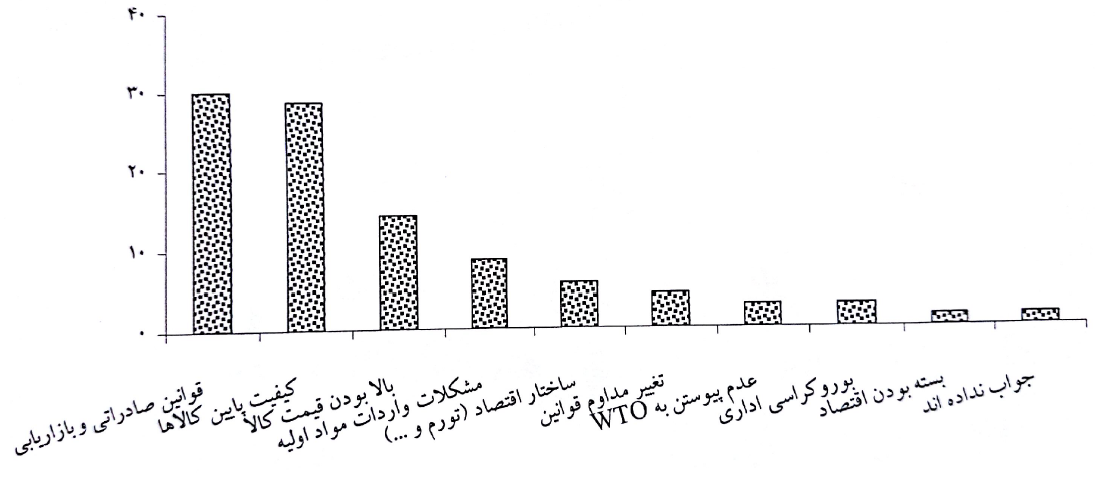 ۴۰
۳۰
۲۰
۱۰
۰
قوانین صادراتی و بازاریابی
کیفیت پایین کالاها
بالا بودن قیمت کالا
مشکلات واردات مواد اولیه
ساختار اقتصاد (تورم و ...)
تغییر مداوم قوانین
عدم پیوستن به WTO
بوروکراسی اداری
بسته بودن اقتصاد
جواب نداده اند